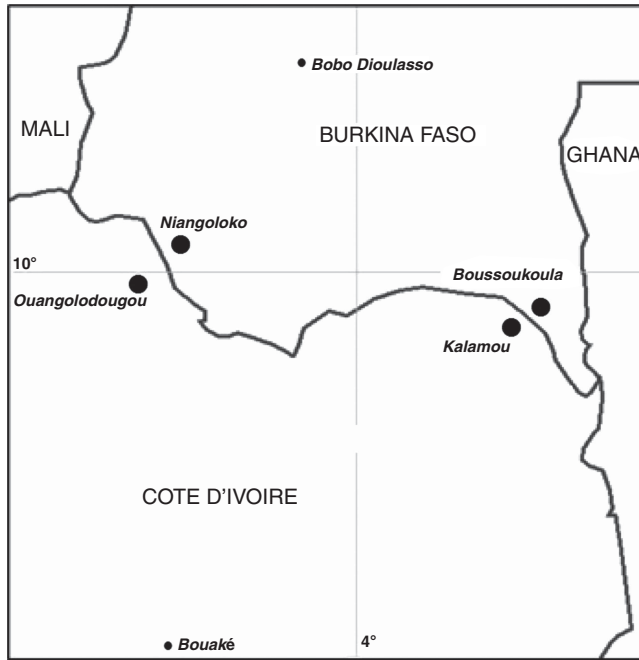 Bobo Dioulasso
MALI
BURKINA FASO
GHANA
Niangoloko
10°
Boussoukoula
Ouangolodougou
Kalamou
COTE D'IVOIRE
Bouaké
4°